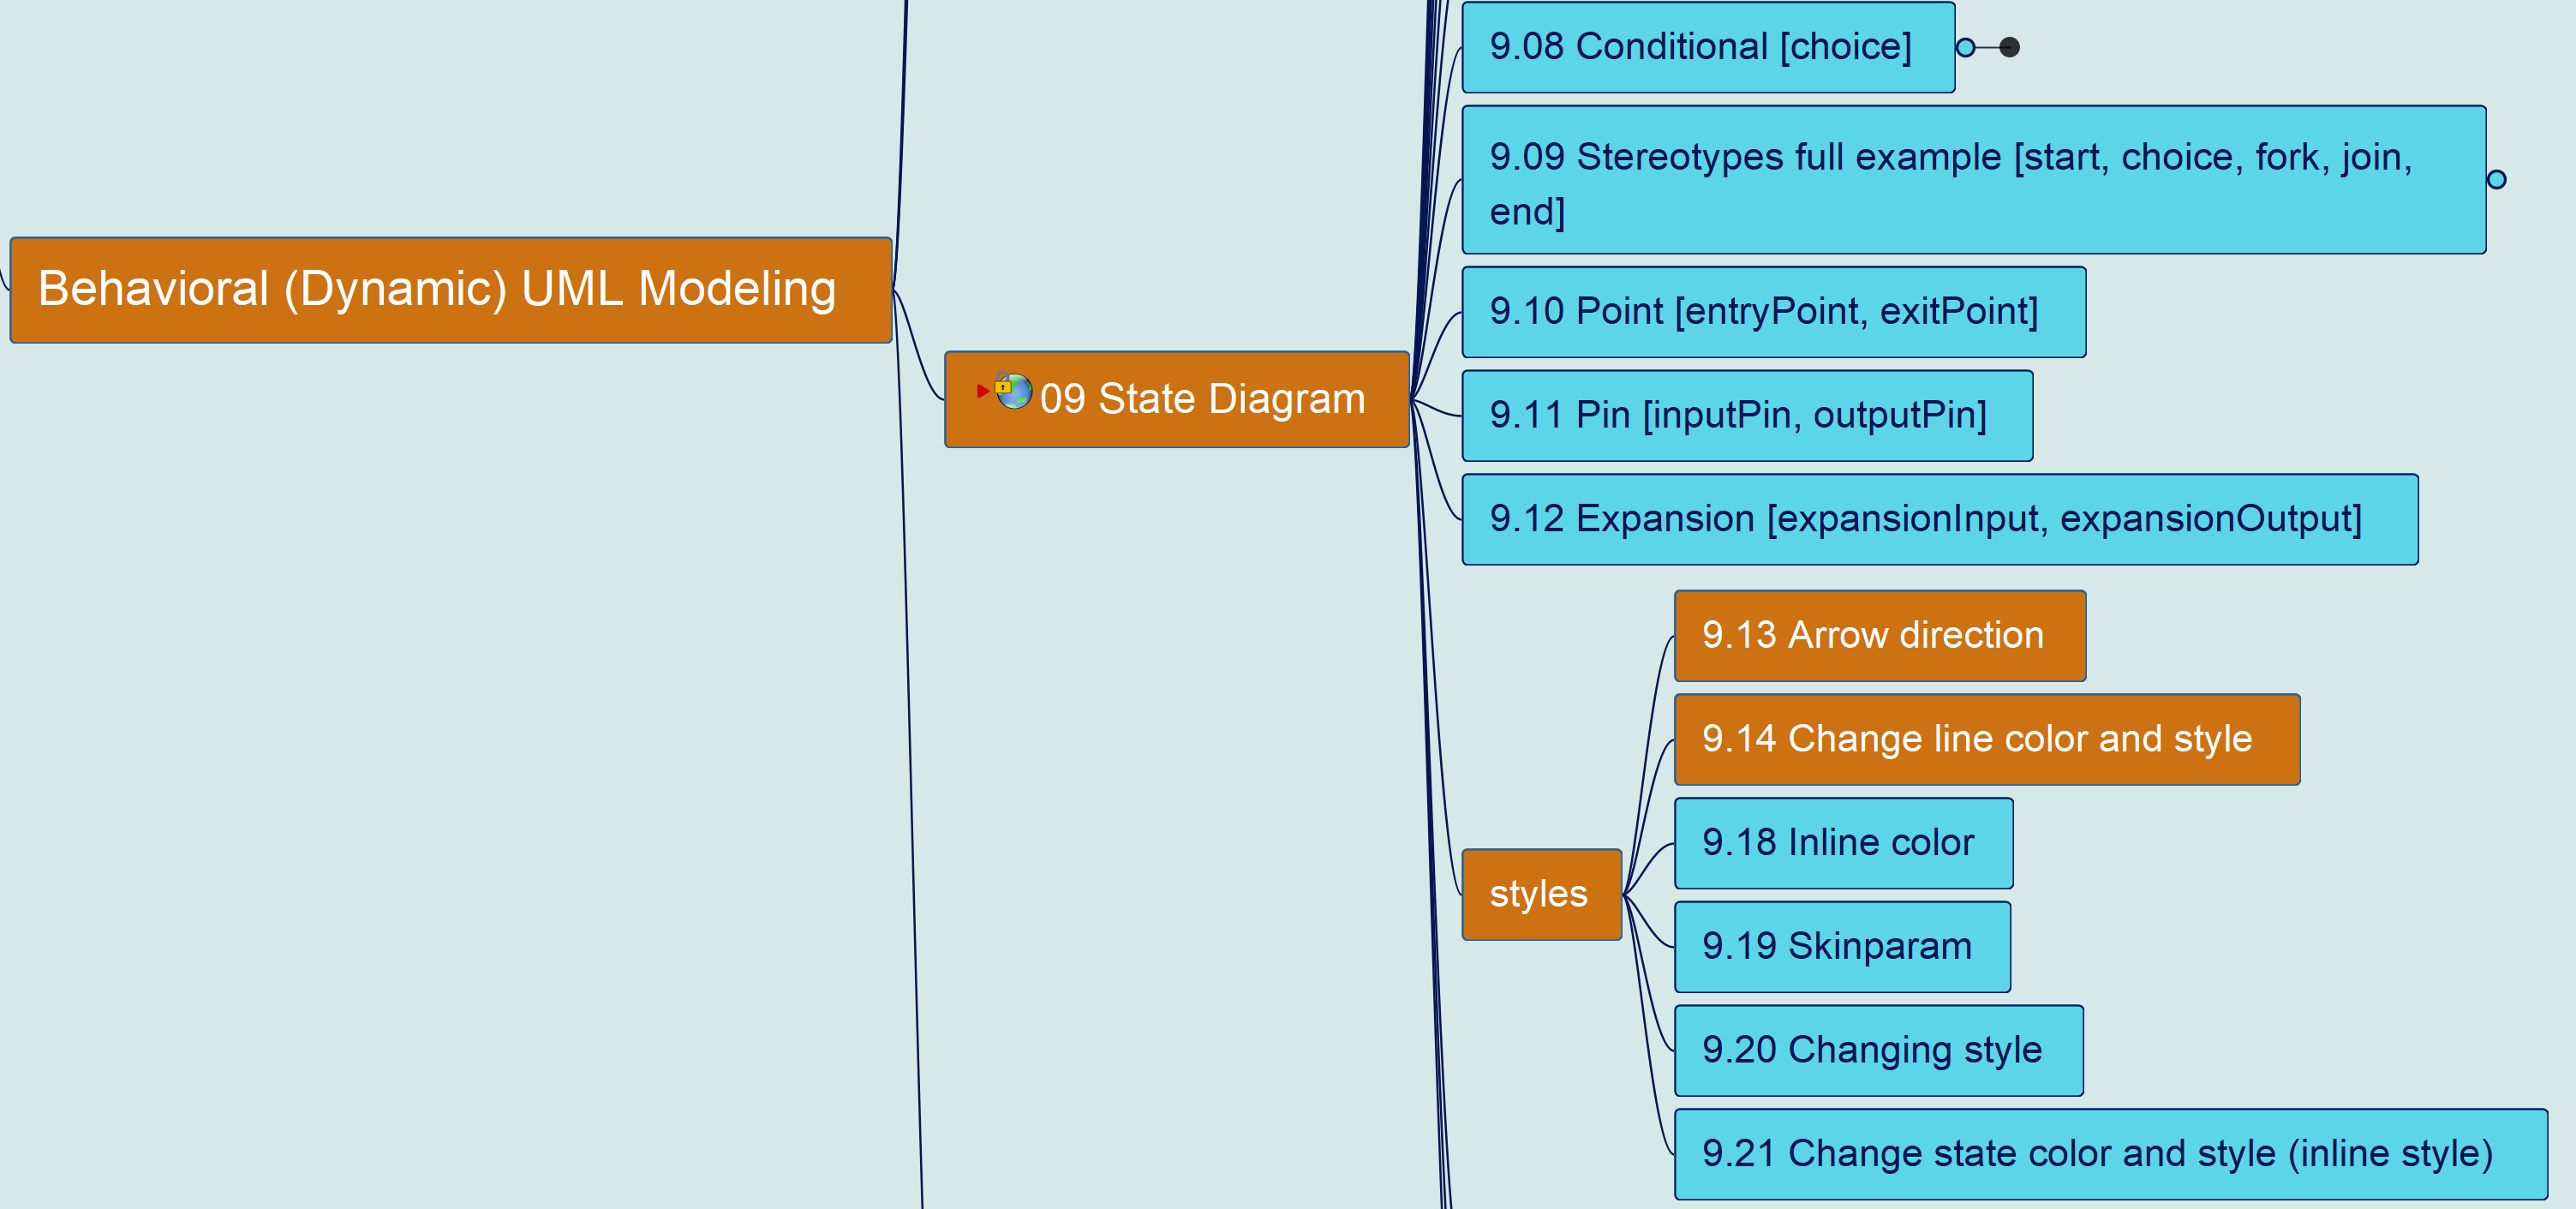 Behavioral (Dynamic) UML Modeling
09 State Diagram
9.08 Conditional [choice]
9.09 Stereotypes full example [start, choice, fork, join,
end]
9.10 Point [entryPoint, exitPoint]
9.11 Pin [inputPin, outputPin]
9.12 Expansion [expansionInput, expansionOutput]
styles
9.13 Arrow direction
9.14 Change line color and style
9.18 Inline color
9.19 Skinparam
9.20 Changing style
9.21 Change state color and style (inline style)